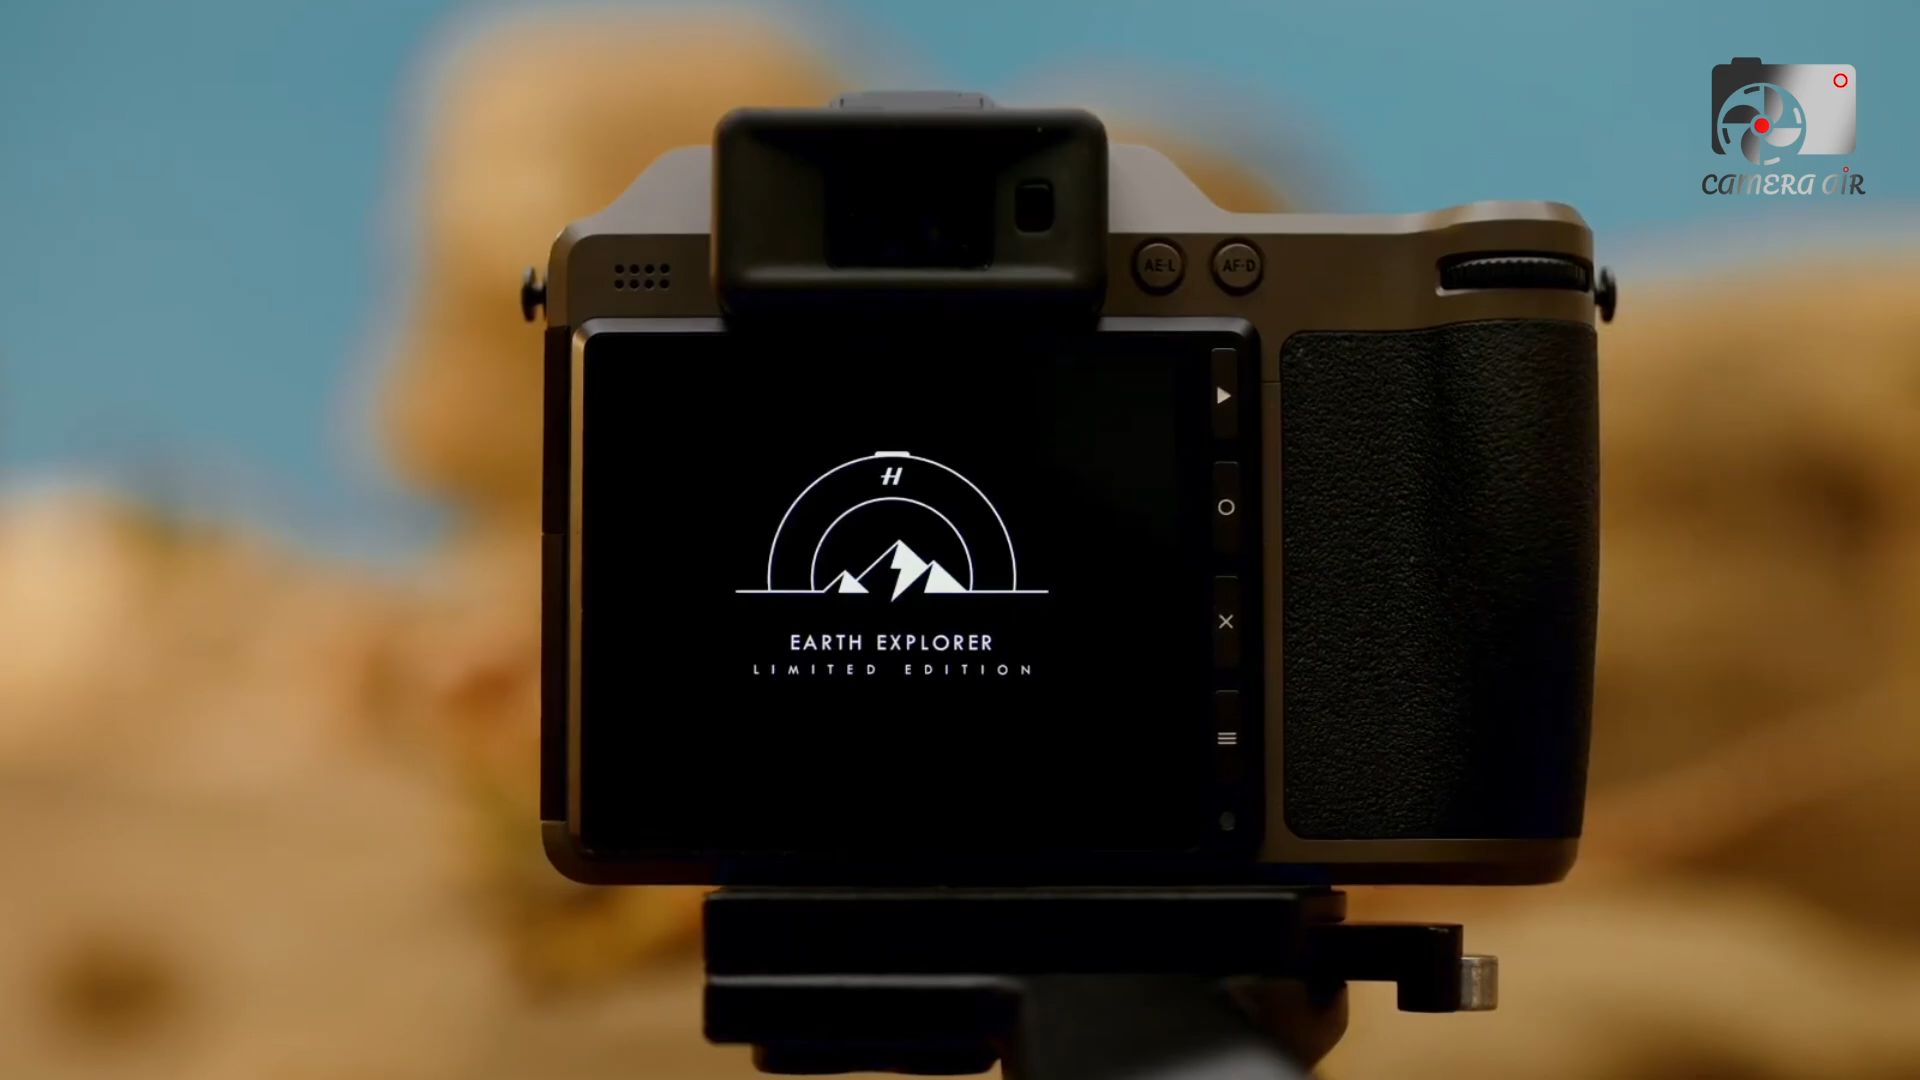 CAMERA AIR
AE-L
AF-D
H
EARTH EXPLORER
LIMITED EDITION